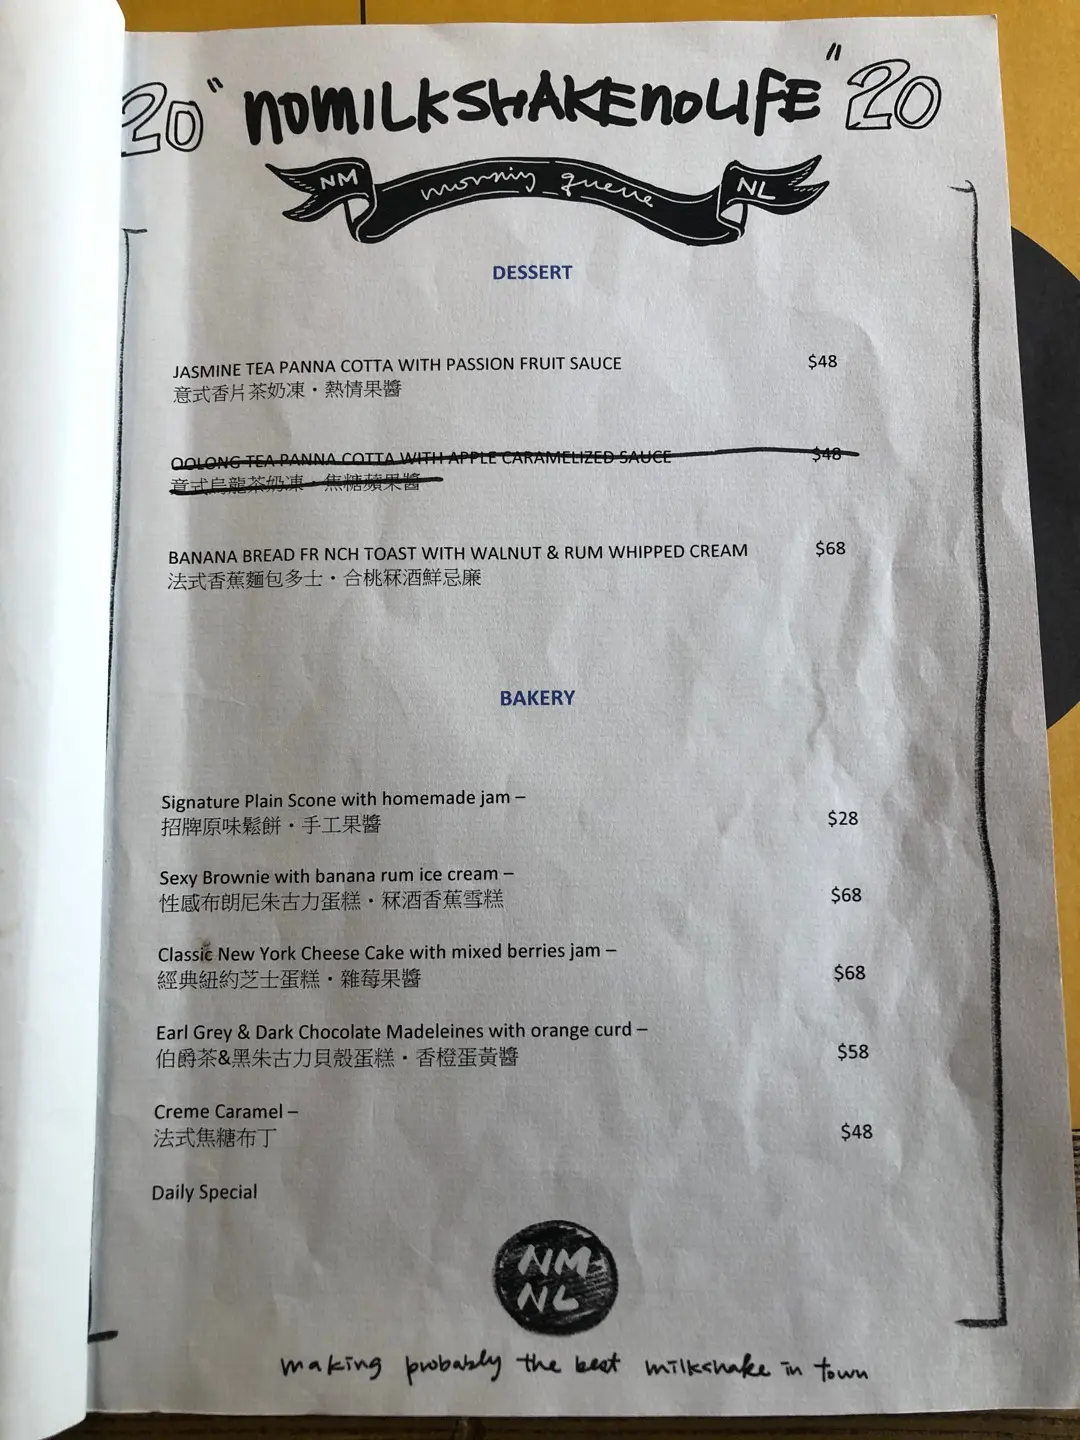 20 "NOMILKSHAKENOLIFE" 20
NM morning_queue NL
DESSERT
JASMINE TEA PANNA COTTA WITH PASSION FRUIT SAUCE $48
意式香片茶奶凍・熱情果醬
OOLONG TEA PANNA COTTA WITH APPLE CARAMELIZED SAUCE $48
意式烏龍茶奶凍・焦糖蘋果醬
BANANA BREAD FR NCH TOAST WITH WALNUT & RUM WHIPPED CREAM $68
法式香蕉麵包多士・合桃冧酒鮮忌廉
BAKERY
Signature Plain Scone with homemade jam –
招牌原味鬆餅・手工果醬 $28
Sexy Brownie with banana rum ice cream –
性感布朗尼朱古力蛋糕・冧酒香蕉雪糕 $68
Classic New York Cheese Cake with mixed berries jam –
經典紐約芝士蛋糕・雜莓果醬 $68
Earl Grey & Dark Chocolate Madeleines with orange curd –
伯爵茶&黑朱古力貝殼蛋糕・香橙蛋黃醬 $58
Creme Caramel –
法式焦糖布丁 $48
Daily Special
NM
NL
making probably the best milkshake in town